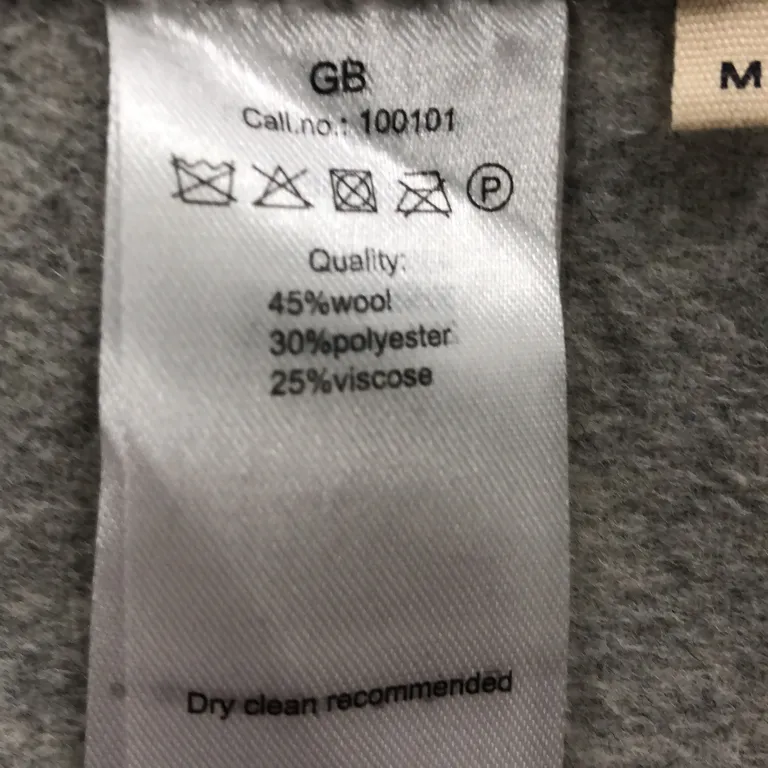 GB
Call.no.: 100101
P
Quality:
45%wool
30%polyester
25%viscose
Dry clean recommended
M